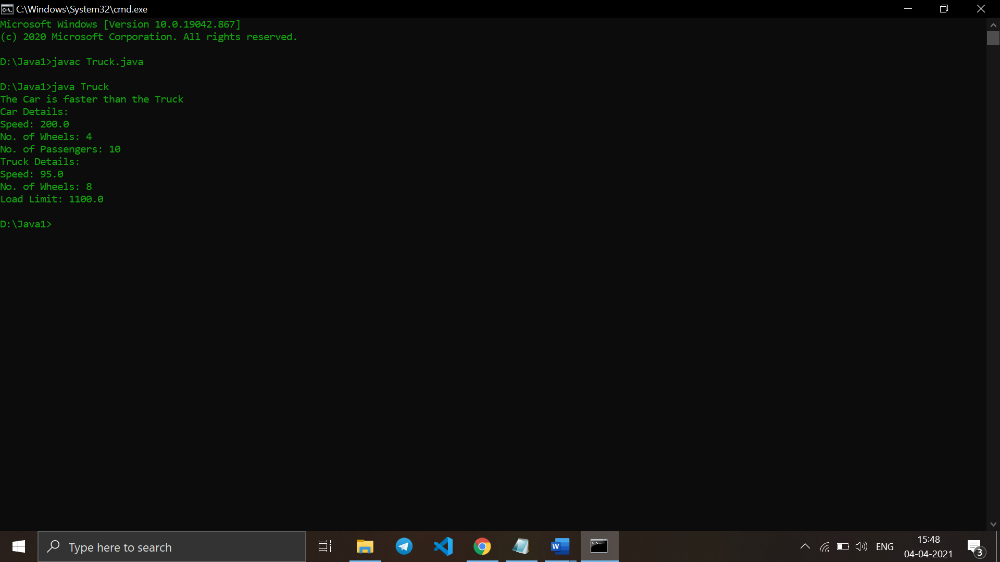 C:\Windows\System32\cmd.exe
Microsoft Windows [Version 10.0.19042.867]
(c) 2020 Microsoft Corporation. All rights reserved.
D:\Java1>javac Truck.java
D:\Java1>java Truck
The Car is faster than the Truck
Car Details:
Speed: 200.0
No. of Wheels: 4
No. of Passengers: 10
Truck Details:
Speed: 95.0
No. of Wheels: 8
Load Limit: 1100.0
D:\Java1>
Type here to search
ENG
15:48
04-04-2021
3